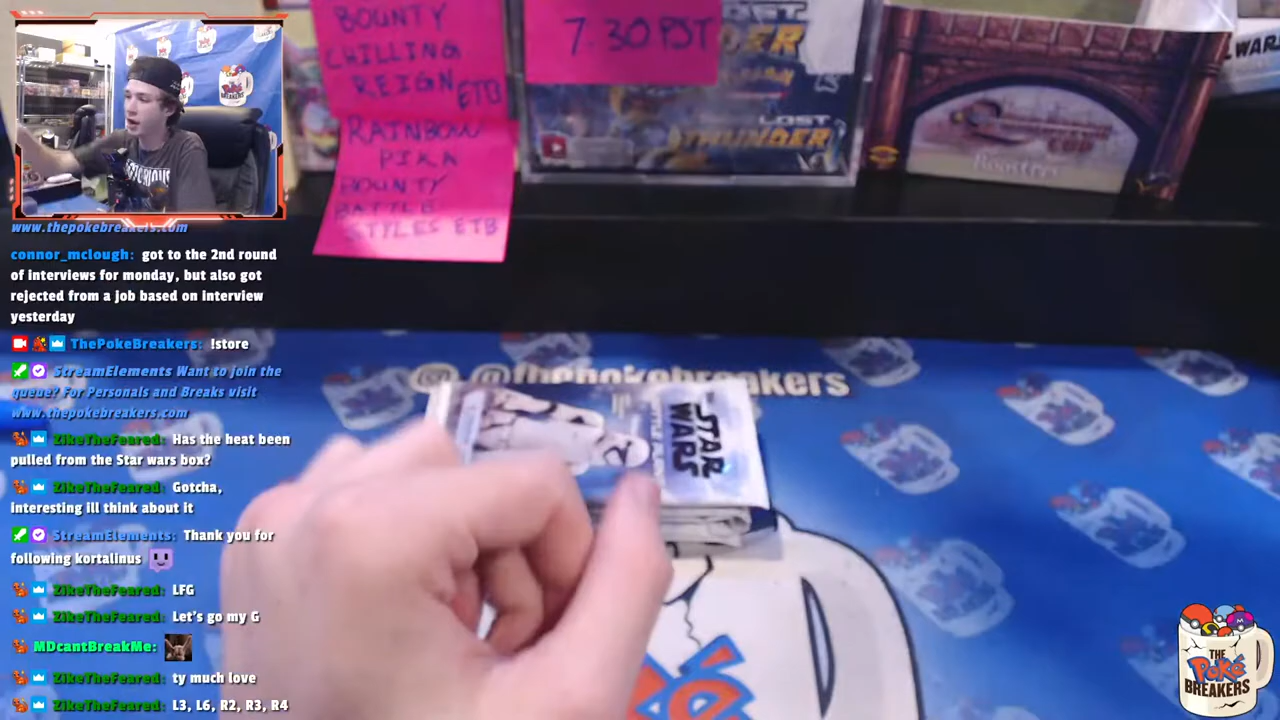 BOUNTY
CHILLING
REIGN ETB
RAINBOW
PIKA
BOUNTY
BATTLE
STYLES ETB
7.30 PST
LOST
THUNDER
CUP
WARS
www.thepokebreakers.com
connor_mclough: got to the 2nd round
of interviews for monday, but also got
rejected from a job based on interview
yesterday
ThePokeBreakers: !store
StreamElements Want to join the
queue? For Personals and Breaks visit
www.thepokebreakers.com
ZikeTheFeared: Has the heat been
pulled from the Star wars box?
ZikeTheFeared: Gotcha,
interesting ill think about it
StreamElements: Thank you for
following kortalinus
ZikeTheFeared: LFG
ZikeTheFeared: Let's go my G
MDcantBreakMe:
ZikeTheFeared: ty much love
ZikeTheFeared: L3, L6, R2, R3, R4
@thepokebreakers
STAR
WARS
THE
Poké
BREAKERS